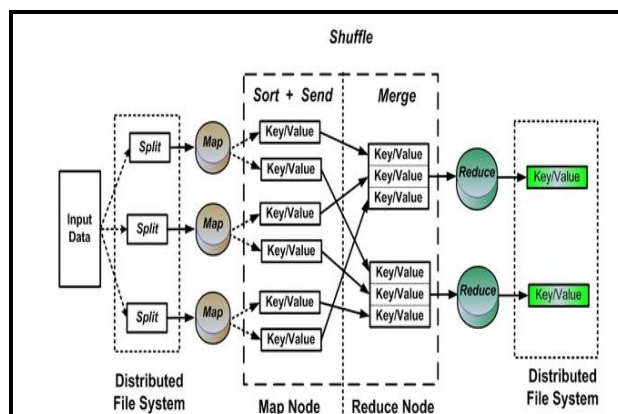 Shuffle
Sort + Send
Merge
Input
Data
Split
Split
Split
Map
Map
Map
Key/Value
Key/Value
Key/Value
Key/Value
Key/Value
Key/Value
Key/Value
Key/Value
Key/Value
Key/Value
Key/Value
Key/Value
Reduce
Reduce
Key/Value
Key/Value
Distributed
File System
Map Node
Reduce Node
Distributed
File System